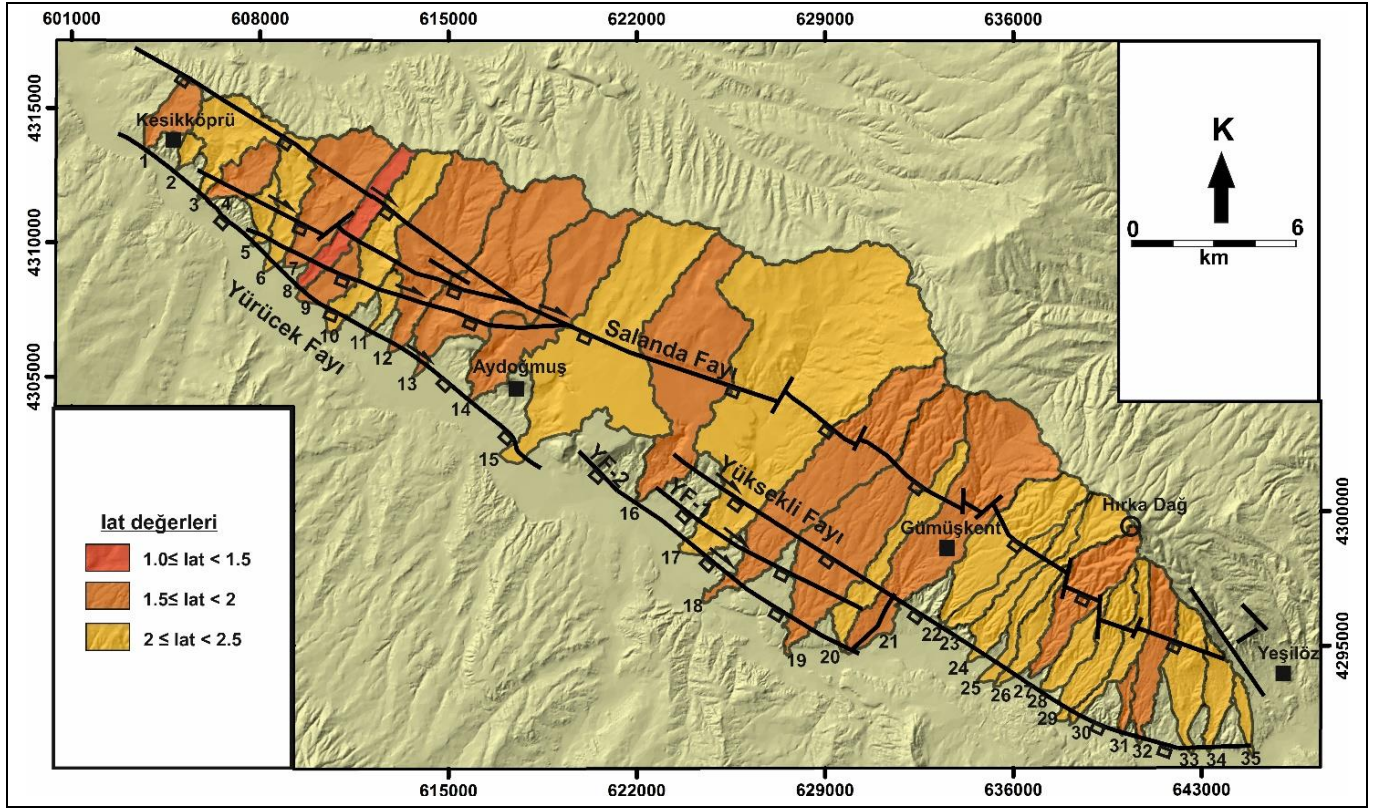 601000 608000 615000 622000 629000 636000
4315000
4310000
4305000
K
0 6
km
Kesikköprü
1
2
3
4
5
6
7
8
9
10
11
12
13
14
15
16
17
18
19
20
21
22
23
24
25
26
27
28
29
30
31
32
33
34
35
Yürücek Fayı
Salanda Fayı
Aydoğmuş
YF-2
YF-1
Yüksekli Fayı
Gümüşkent
Hırka Dağ
Yeşilöz
Iat değerleri
1.0≤ Iat < 1.5
1.5≤ Iat < 2
2 ≤ Iat < 2.5
4300000
4295000
615000 622000 629000 636000 643000